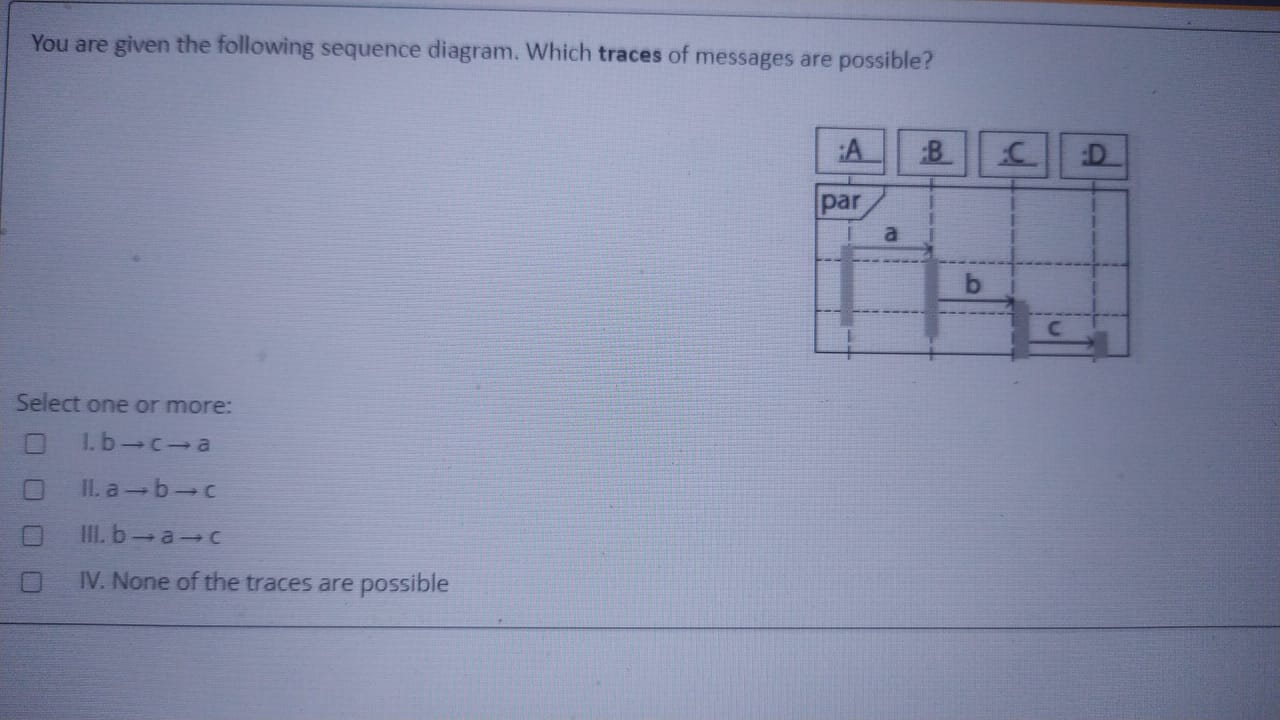 You are given the following sequence diagram. Which traces of messages are possible?
:A :B :C :D
par
a
b
c
Select one or more:
I. b → c → a
II. a → b → c
III. b → a → c
IV. None of the traces are possible